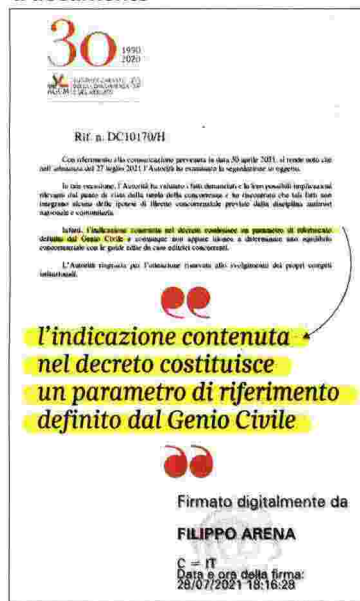 30 1990
2020
AGCM
Rif. n. DC10170/H
Con riferimento alla comunicazione pervenuta in data 30 aprile 2021, si rende noto che
nell'adunanza del 27 luglio 2021 l'Autorità ha esaminato la segnalazione in oggetto.
In tale occasione, l'Autorità ha valutato i fatti denunciati e le loro possibili implicazioni
rilevanti dal punto di vista della tutela della concorrenza e ha riscontrato che tali fatti non
integrano alcuna delle ipotesi di illecito concorrenziale previste dalla disciplina antitrust
nazionale e comunitaria.
Infatti, l'indicazione contenuta nel decreto costituisce un parametro di riferimento
definito dal Genio Civile e comunque non appare idonea a determinare uno squilibrio
concorrenziale con le guide edite da case editrici concorrenti.
L'Autorità ringrazia per l'attenzione riservata allo svolgimento dei propri compiti
istituzionali.
l'indicazione contenuta
nel decreto costituisce
un parametro di riferimento
definito dal Genio Civile
Firmato digitalmente da
FILIPPO ARENA
C = IT
Data e ora della firma:
28/07/2021 18:16:28